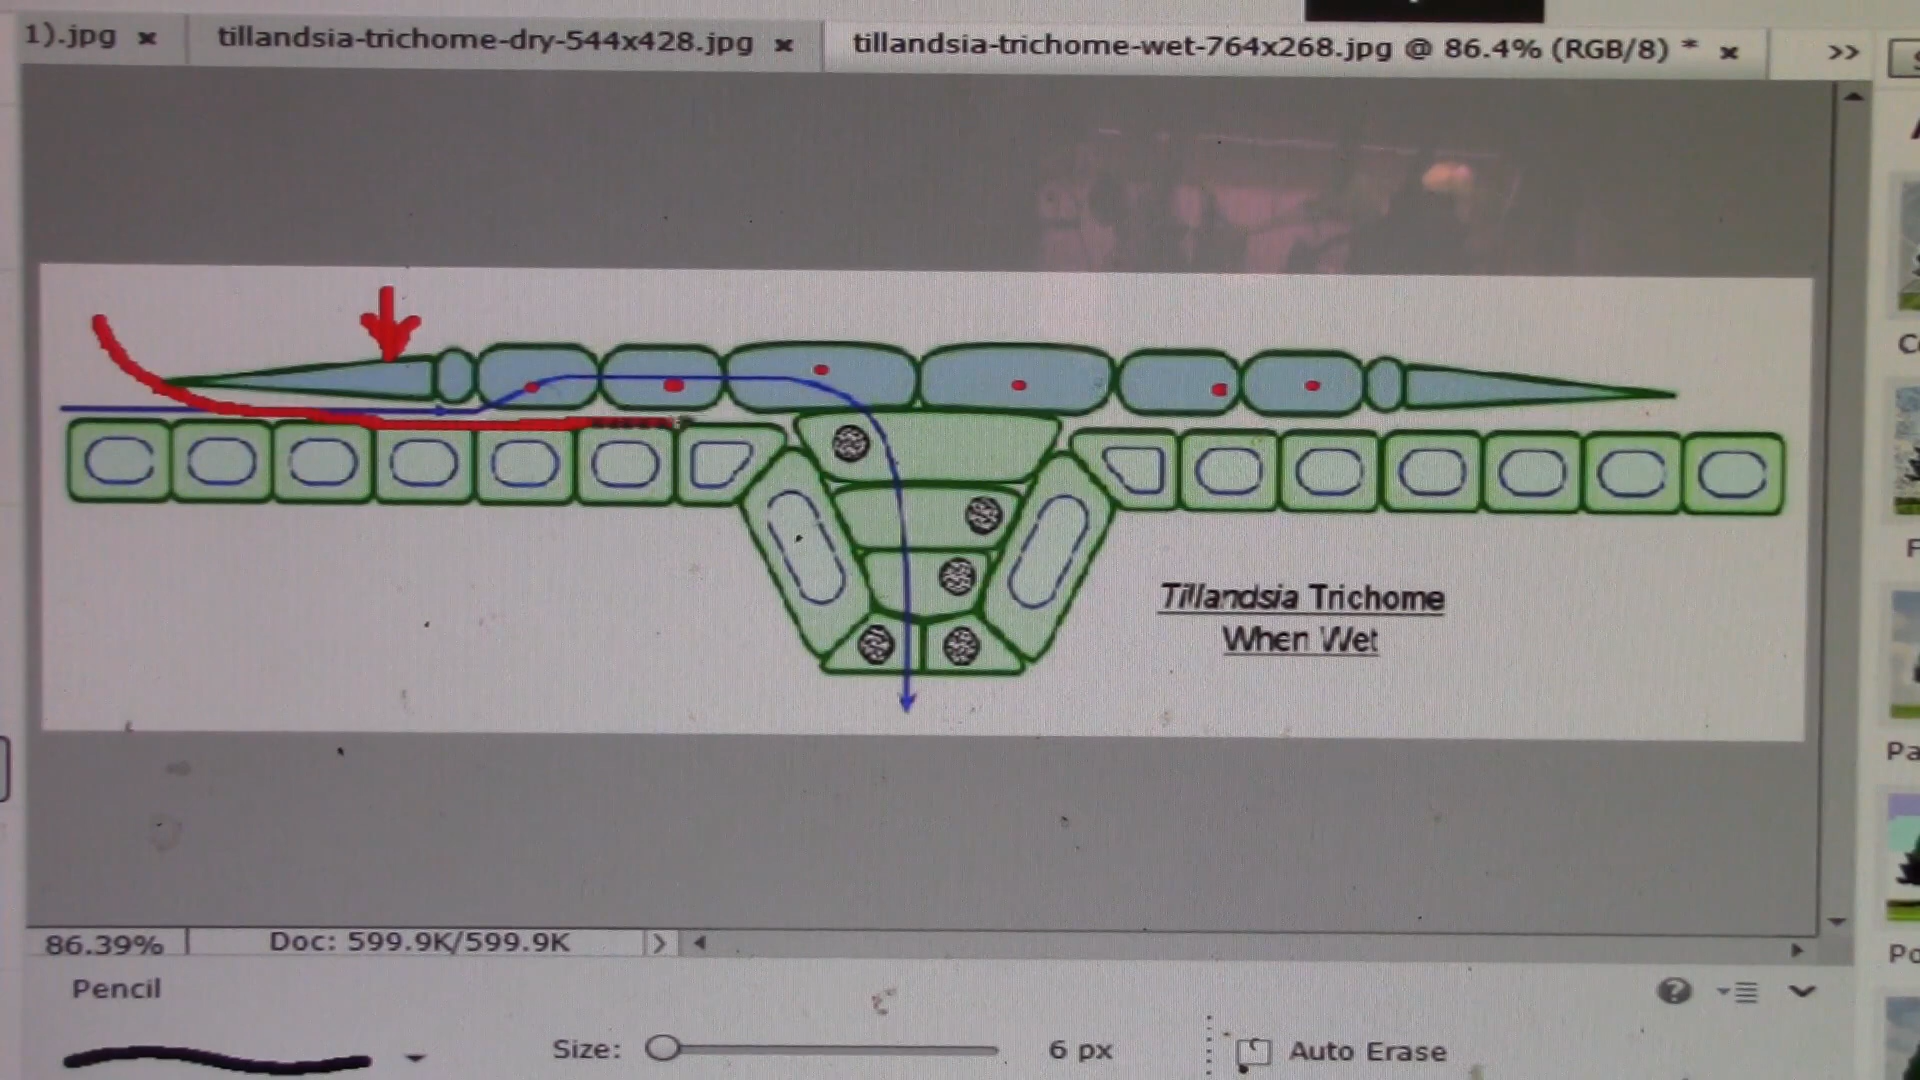 1).jpg
tillandsia-trichome-dry-544x428.jpg
tillandsia-trichome-wet-764x268.jpg @ 86.4% (RGB/8) *
Tillandsia Trichome
When Wet
86.39%
Doc: 599.9K/599.9K
Pencil
Size:
6 px
Auto Erase